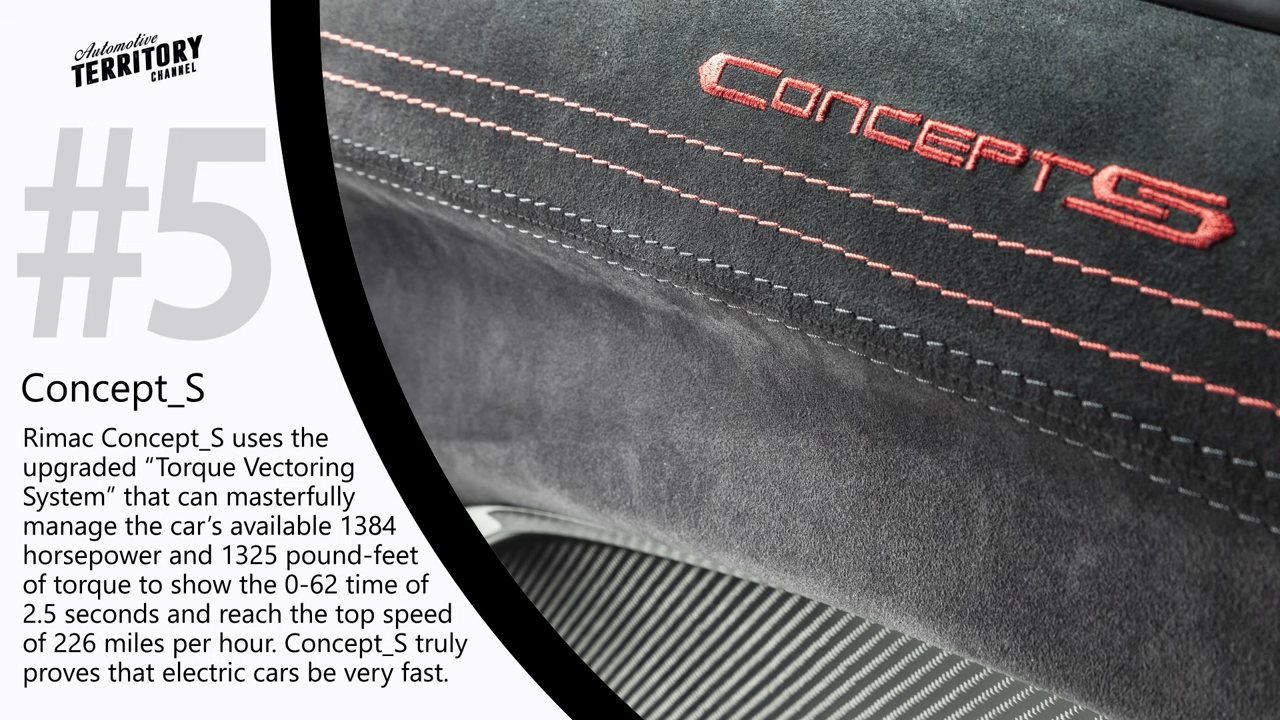 Automotive
TERRITORY
CHANNEL
#5
CONCEPTS
Concept_S
Rimac Concept_S uses the
upgraded “Torque Vectoring
System” that can masterfully
manage the car’s available 1384
horsepower and 1325 pound-feet
of torque to show the 0-62 time of
2.5 seconds and reach the top speed
of 226 miles per hour. Concept_S truly
proves that electric cars be very fast.